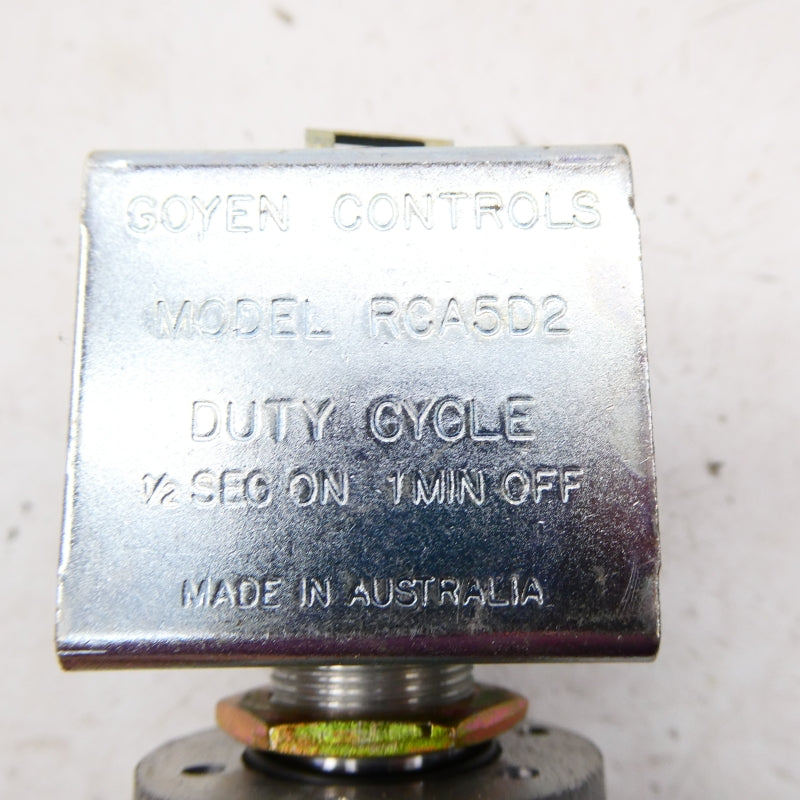 GOYEN CONTROLS
MODEL RCA5D2
DUTY CYCLE
½ SEC ON 1 MIN OFF
MADE IN AUSTRALIA